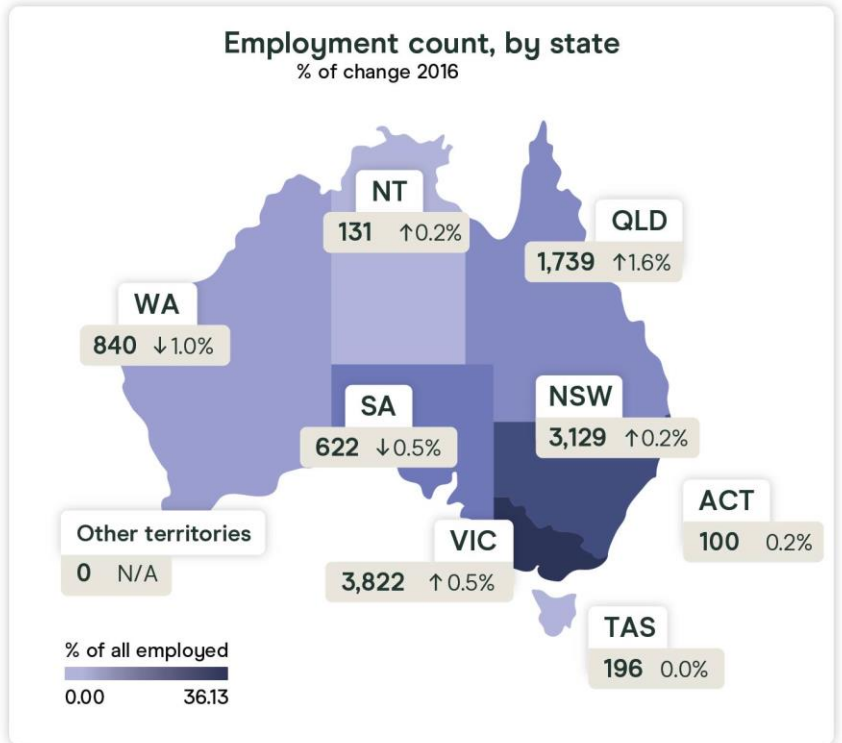 Employment count, by state
% of change 2016
NT
131 ↑0.2%
QLD
1,739 ↑1.6%
WA
840 ↓1.0%
SA
622 ↓0.5%
NSW
3,129 ↑0.2%
ACT
100 0.2%
Other territories
0 N/A
VIC
3,822 ↑0.5%
TAS
196 0.0%
% of all employed
0.00 36.13